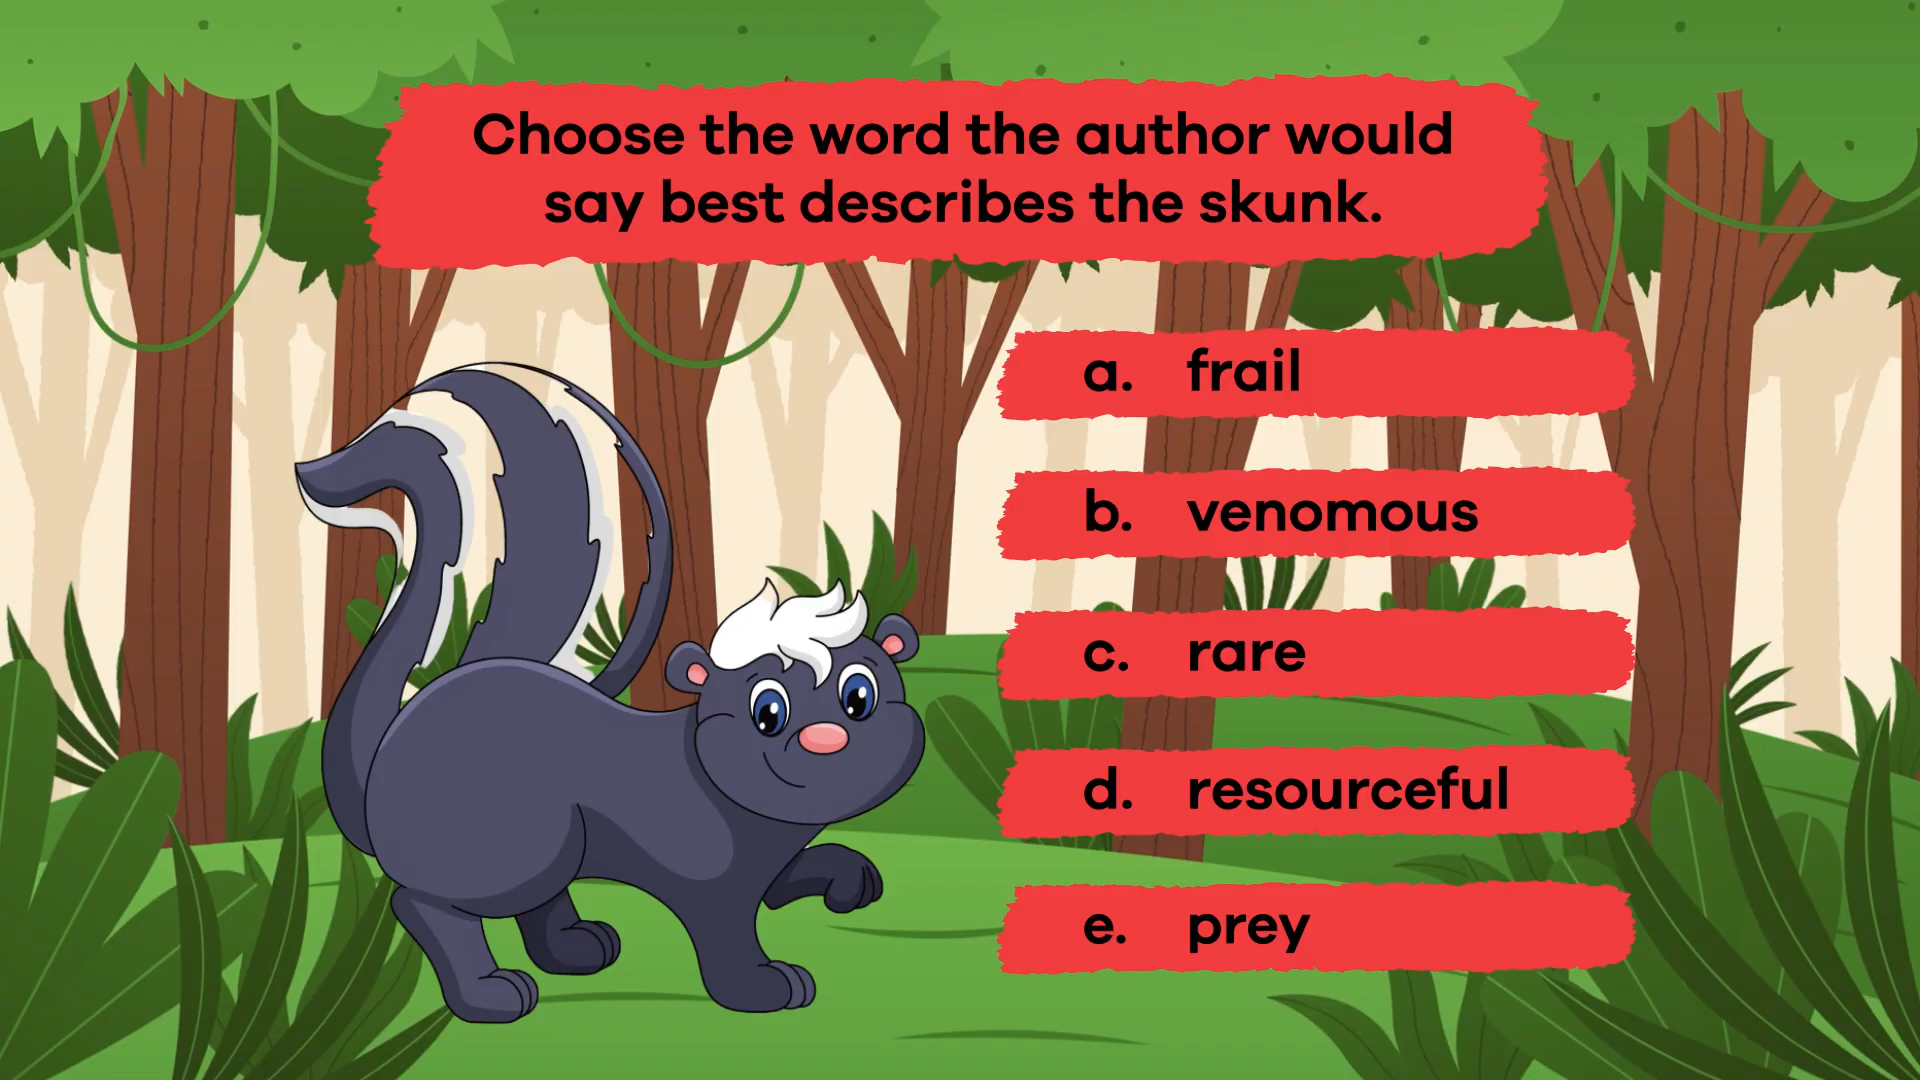 Choose the word the author would
say best describes the skunk.
a. frail
b. venomous
c. rare
d. resourceful
e. prey